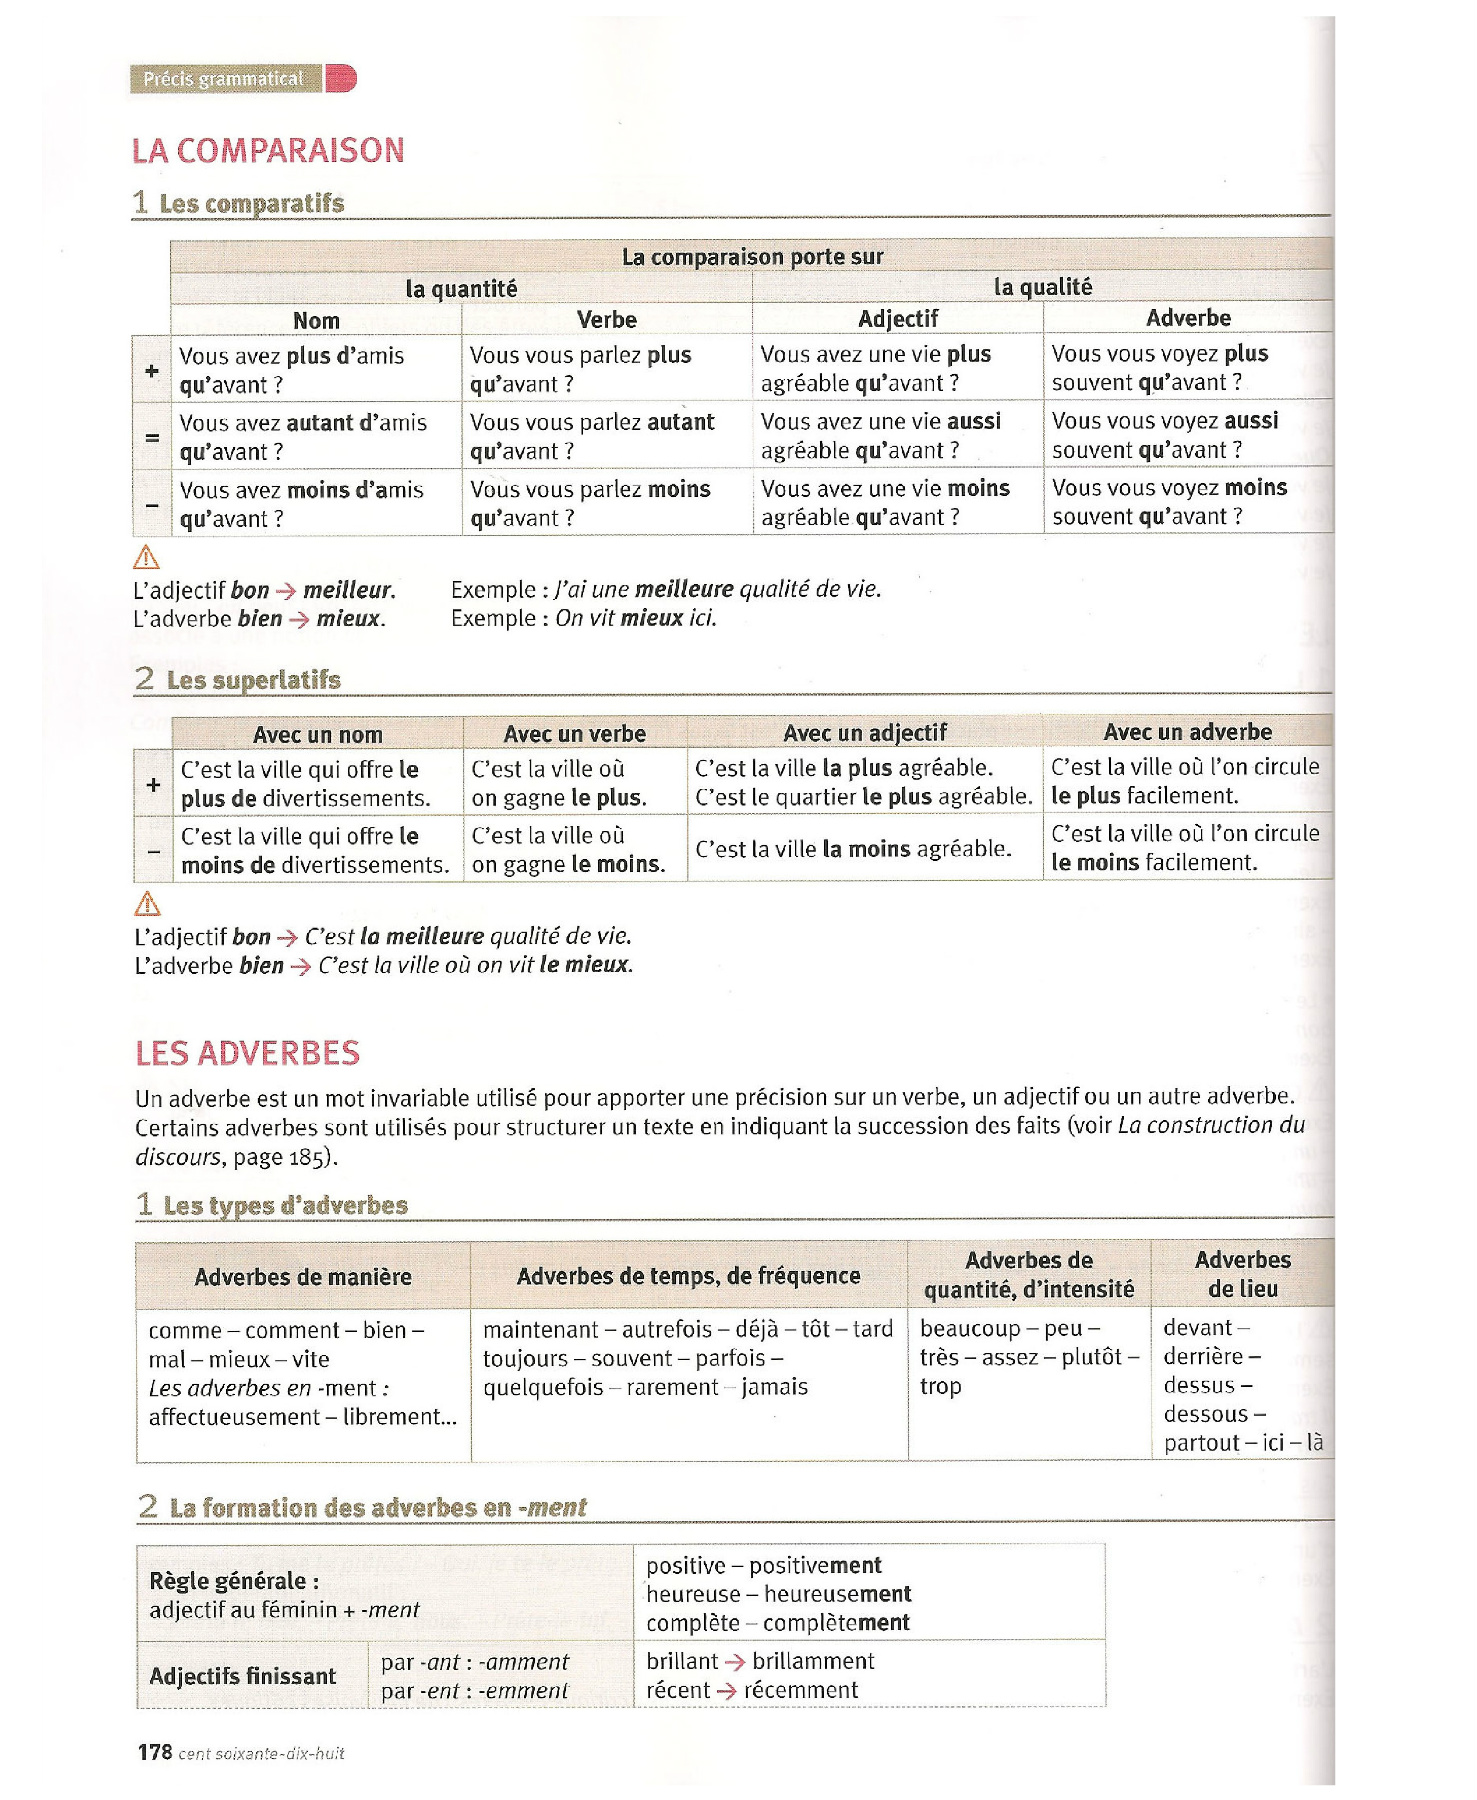 Précis grammatical
LA COMPARAISON
1 Les comparatifs
La comparaison porte sur
la quantité
la qualité
Nom
Verbe
Adjectif
Adverbe
+
Vous avez plus d'amis
qu'avant ?
Vous vous parlez plus
qu'avant ?
Vous avez une vie plus
agréable qu'avant ?
Vous vous voyez plus
souvent qu'avant ?
=
Vous avez autant d'amis
qu'avant ?
Vous vous parlez autant
qu'avant ?
Vous avez une vie aussi
agréable qu'avant ?
Vous vous voyez aussi
souvent qu'avant ?
–
Vous avez moins d'amis
qu'avant ?
Vous vous parlez moins
qu'avant ?
Vous avez une vie moins
agréable qu'avant ?
Vous vous voyez moins
souvent qu'avant ?
L'adjectif bon → meilleur. Exemple : J'ai une meilleure qualité de vie.
L'adverbe bien → mieux. Exemple : On vit mieux ici.
2 Les superlatifs
Avec un nom
Avec un verbe
Avec un adjectif
Avec un adverbe
+
C'est la ville qui offre le
plus de divertissements.
C'est la ville où
on gagne le plus.
C'est la ville la plus agréable.
C'est le quartier le plus agréable.
C'est la ville où l'on circule
le plus facilement.
–
C'est la ville qui offre le
moins de divertissements.
C'est la ville où
on gagne le moins.
C'est la ville la moins agréable.
C'est la ville où l'on circule
le moins facilement.
L'adjectif bon → C'est la meilleure qualité de vie.
L'adverbe bien → C'est la ville où on vit le mieux.
LES ADVERBES
Un adverbe est un mot invariable utilisé pour apporter une précision sur un verbe, un adjectif ou un autre adverbe.
Certains adverbes sont utilisés pour structurer un texte en indiquant la succession des faits (voir La construction du
discours, page 185).
1 Les types d'adverbes
Adverbes de manière
Adverbes de temps, de fréquence
Adverbes de
quantité, d'intensité
Adverbes
de lieu
comme – comment – bien –
mal – mieux – vite
Les adverbes en -ment :
affectueusement – librement...
maintenant – autrefois – déjà – tôt – tard
toujours – souvent – parfois –
quelquefois – rarement – jamais
beaucoup – peu –
très – assez – plutôt –
trop
devant –
derrière –
dessus –
dessous –
partout – ici – là
2 La formation des adverbes en -ment
Règle générale :
adjectif au féminin + -ment
positive – positivement
heureuse – heureusement
complète – complètement
Adjectifs finissant
par -ant : -amment
par -ent : -emment
brillant → brillamment
récent → récemment
178 cent soixante-dix-huit